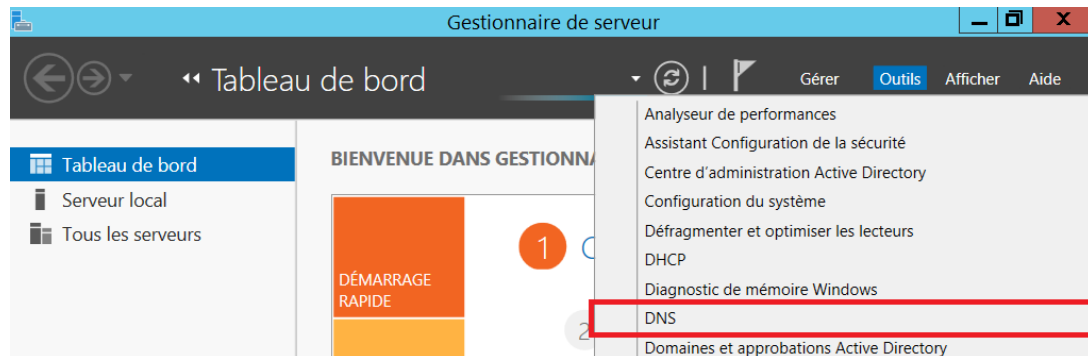 Gestionnaire de serveur
Tableau de bord
Gérer Outils Afficher Aide
Tableau de bord
Serveur local
Tous les serveurs
BIENVENUE DANS
DÉMARRAGE
RAPIDE
1
2
Analyseur de performances
Assistant Configuration de la sécurité
Centre d'administration Active Directory
Configuration du système
Défragmenter et optimiser les lecteurs
DHCP
Diagnostic de mémoire Windows
DNS
Domaines et approbations Active Directory